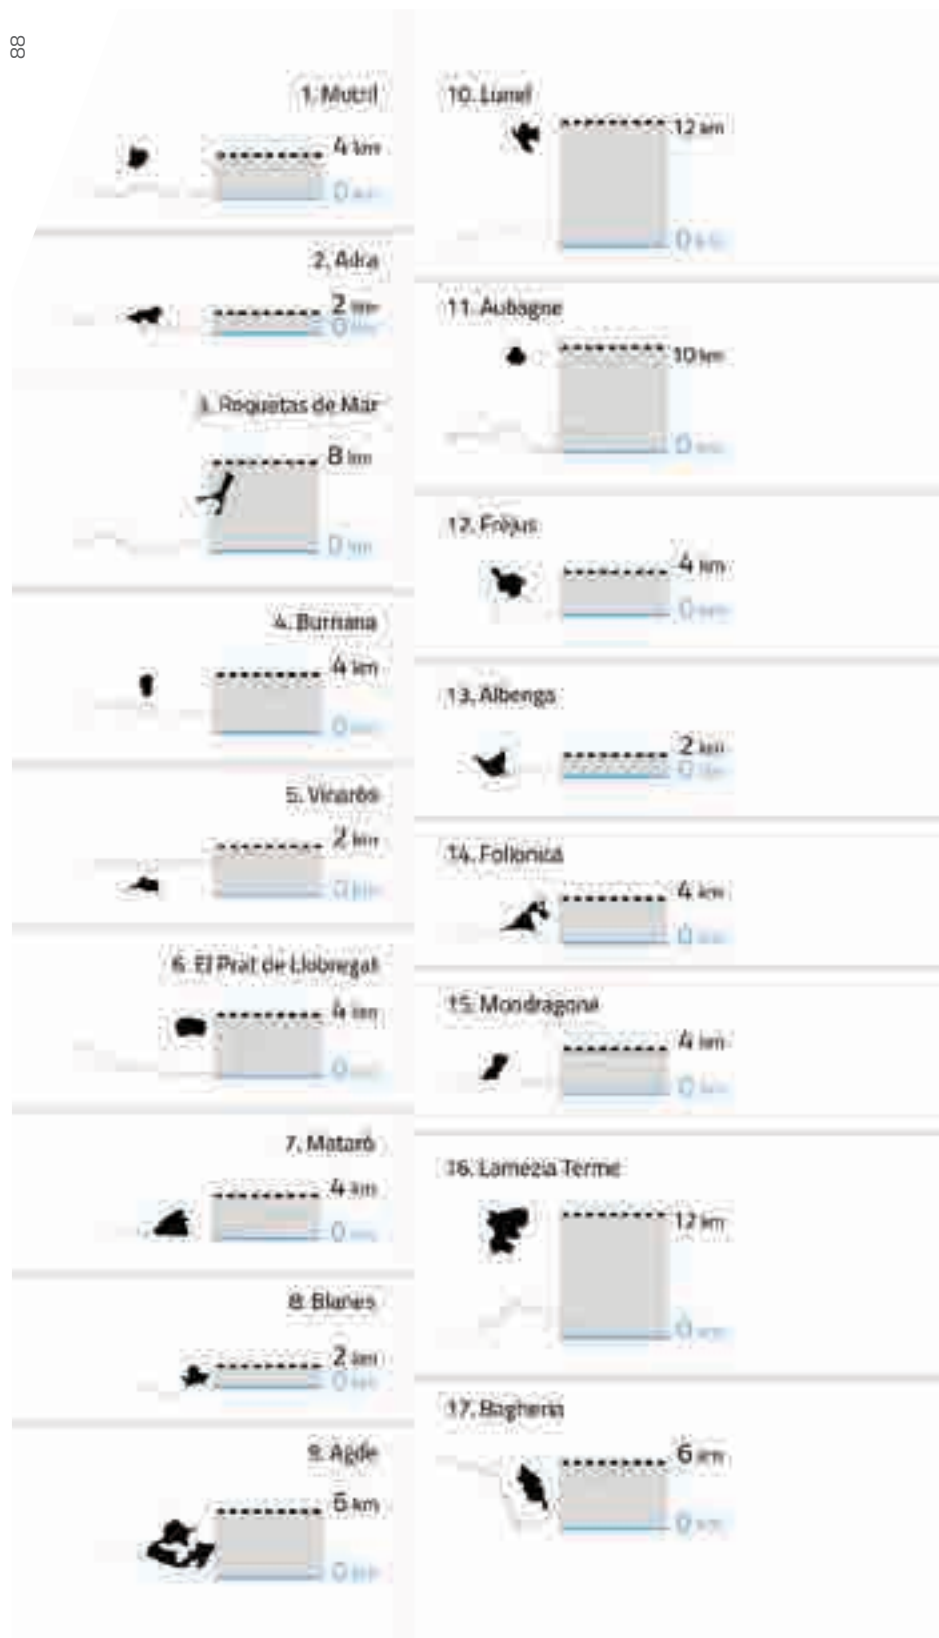 88
1. Motril
4 km
0 km
2. Adra
2 km
0 km
3. Roquetas de Mar
8 km
0 km
4. Burriana
4 km
0 km
5. Vinaròs
2 km
0 km
6. El Prat de Llobregat
4 km
0 km
7. Mataró
4 km
0 km
8. Blanes
2 km
0 km
9. Agde
6 km
0 km
10. Lunel
12 km
0 km
11. Aubagne
10 km
0 km
12. Fréjus
4 km
0 km
13. Albenga
2 km
0 km
14. Follonica
4 km
0 km
15. Mondragone
4 km
0 km
16. Lamezia Terme
12 km
0 km
17. Bagheria
6 km
0 km